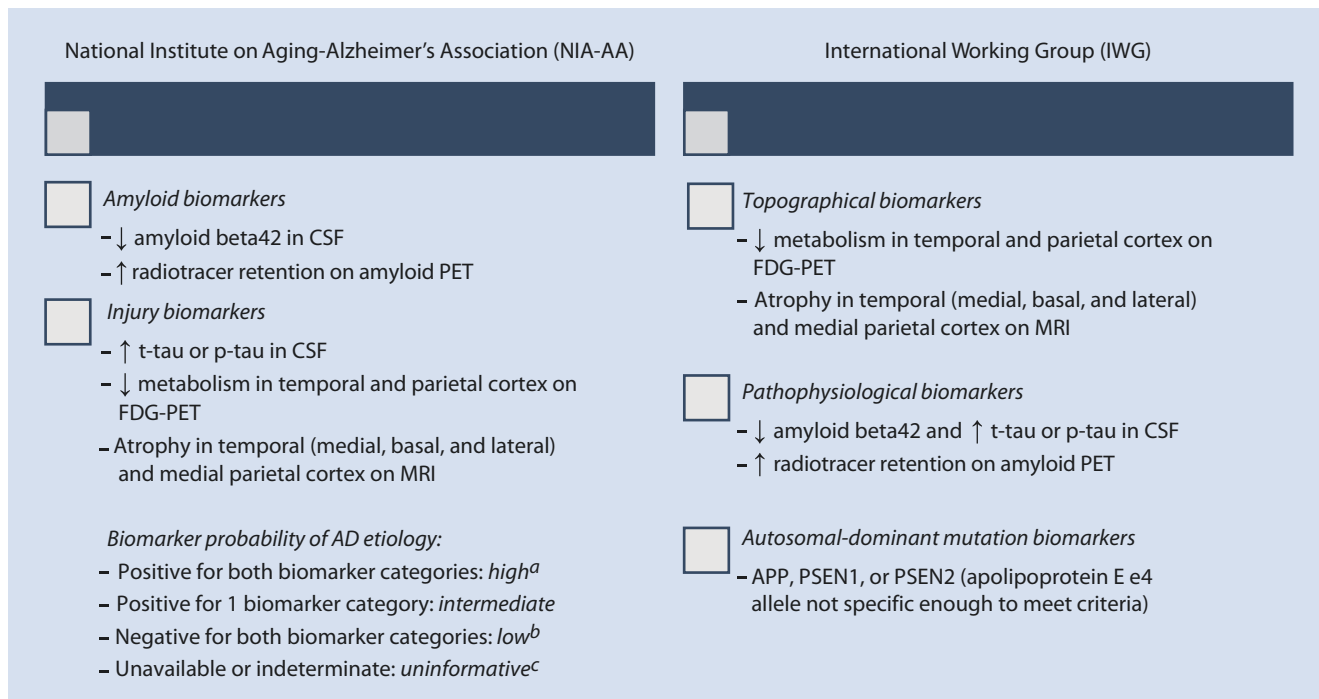 National Institute on Aging-Alzheimer’s Association (NIA-AA)
Amyloid biomarkers
– ↓ amyloid beta42 in CSF
– ↑ radiotracer retention on amyloid PET
Injury biomarkers
– ↑ t-tau or p-tau in CSF
– ↓ metabolism in temporal and parietal cortex on
FDG-PET
– Atrophy in temporal (medial, basal, and lateral)
and medial parietal cortex on MRI
Biomarker probability of AD etiology:
– Positive for both biomarker categories: highᵃ
– Positive for 1 biomarker category: intermediate
– Negative for both biomarker categories: lowᵇ
– Unavailable or indeterminate: uninformativeᶜ
International Working Group (IWG)
Topographical biomarkers
– ↓ metabolism in temporal and parietal cortex on
FDG-PET
– Atrophy in temporal (medial, basal, and lateral)
and medial parietal cortex on MRI
Pathophysiological biomarkers
– ↓ amyloid beta42 and ↑ t-tau or p-tau in CSF
– ↑ radiotracer retention on amyloid PET
Autosomal-dominant mutation biomarkers
– APP, PSEN1, or PSEN2 (apolipoprotein E e4
allele not specific enough to meet criteria)